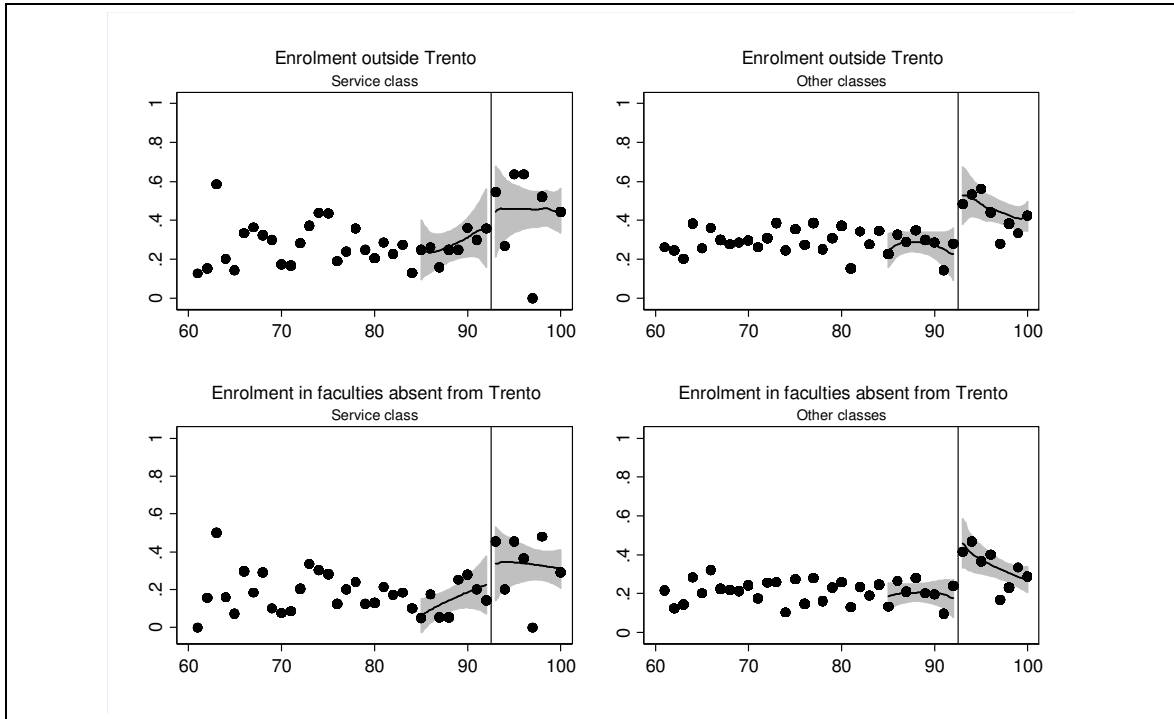 Enrolment outside Trento
Service class
1
.8
.6
.4
.2
0
60 70 80 90 100
Enrolment outside Trento
Other classes
1
.8
.6
.4
.2
0
60 70 80 90 100
Enrolment in faculties absent from Trento
Service class
1
.8
.6
.4
.2
0
60 70 80 90 100
Enrolment in faculties absent from Trento
Other classes
1
.8
.6
.4
.2
0
60 70 80 90 100